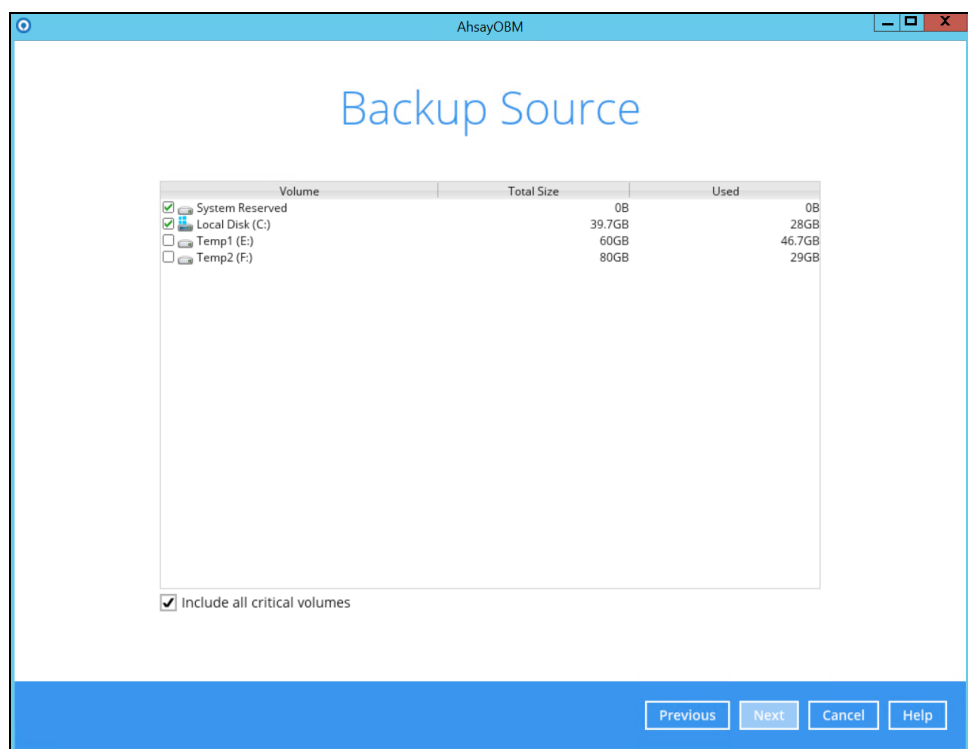 AhsayOBM
Backup Source
Volume Total Size Used
System Reserved 0B 0B
Local Disk (C:) 39.7GB 28GB
Temp1 (E:) 60GB 46.7GB
Temp2 (F:) 80GB 29GB
Include all critical volumes
Previous Next Cancel Help